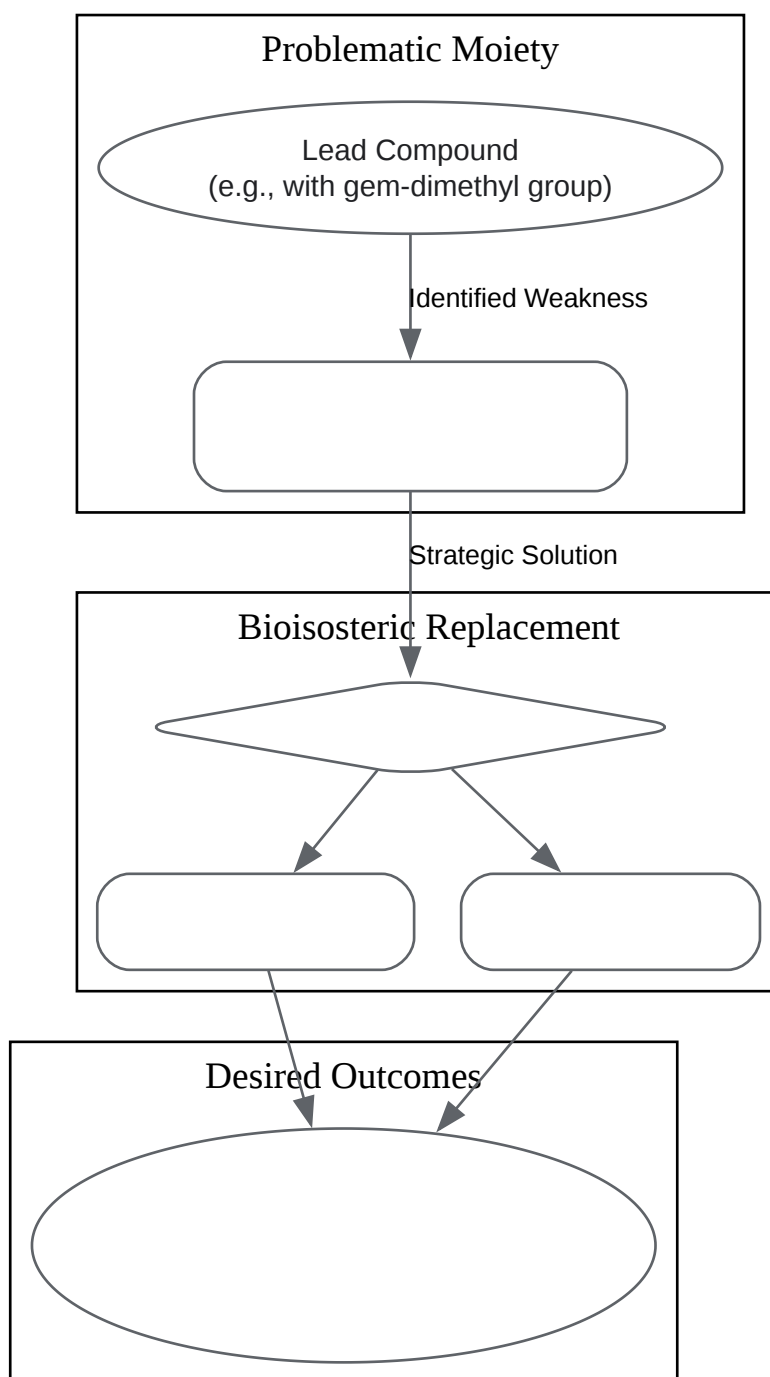 Problematic Moiety
Lead Compound
(e.g., with gem-dimethyl group)
Identified Weakness
Strategic Solution
Bioisosteric Replacement
Desired Outcomes